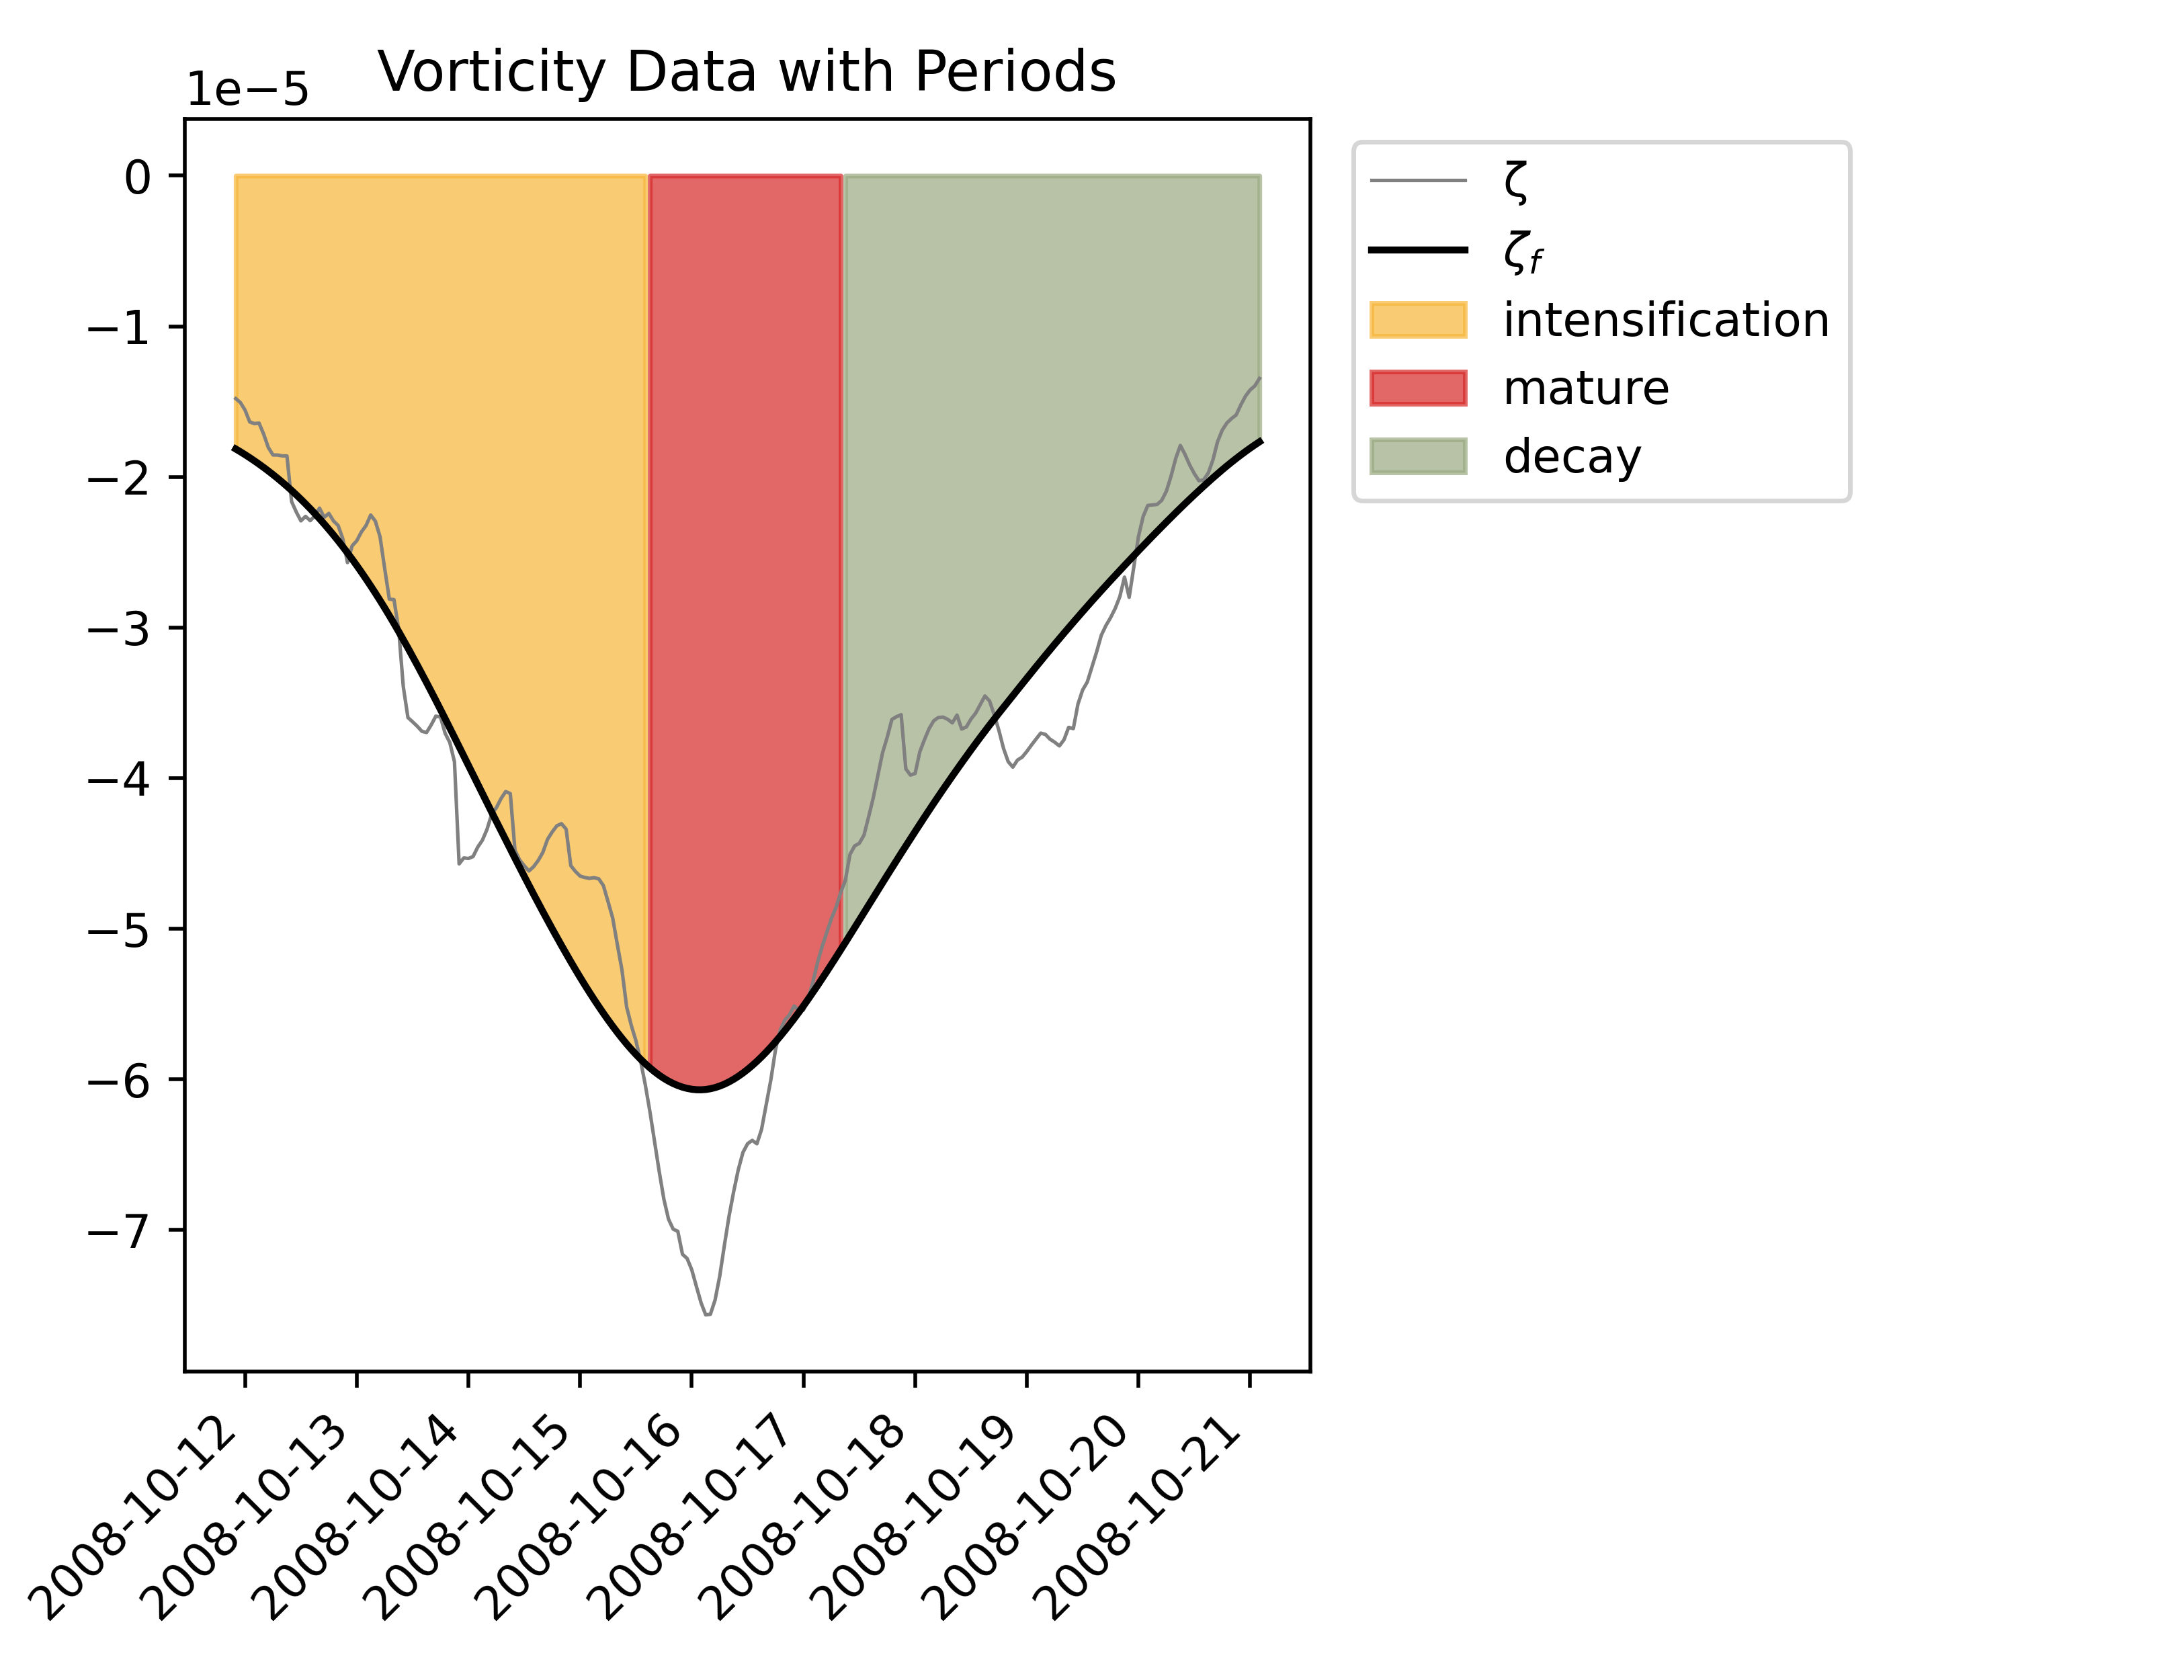 Vorticity Data with Periods
1e−5
0
−1
−2
−3
−4
−5
−6
−7
2008-10-12
2008-10-13
2008-10-14
2008-10-15
2008-10-16
2008-10-17
2008-10-18
2008-10-19
2008-10-20
2008-10-21
ζ
ζf
intensification
mature
decay